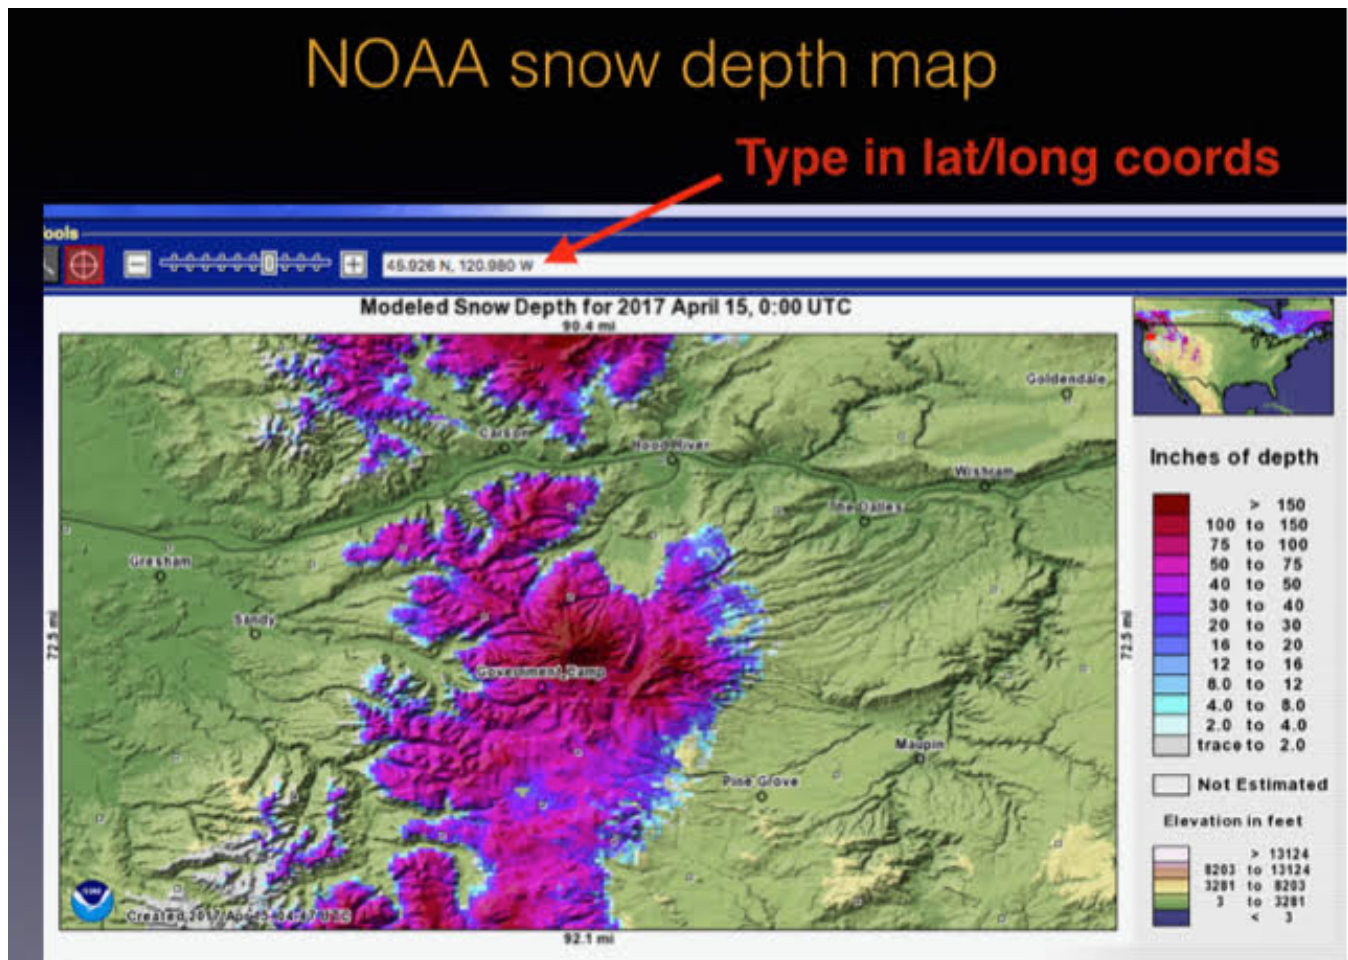 NOAA snow depth map
Type in lat/long coords
ools
45.926 N, 120.980 W
Modeled Snow Depth for 2017 April 15, 0:00 UTC
90.4 mi
Goldendale
Carson
Hood River
Wishram
The Dalles
Gresham
Sandy
72.5 mi
72.5 mi
Government Camp
Maupin
Pine Grove
Created 2017 Apr 15
UTC
92.1 mi
Inches of depth
> 150
100 to 150
75 to 100
50 to 75
40 to 50
30 to 40
20 to 30
16 to 20
12 to 16
8.0 to 12
4.0 to 8.0
2.0 to 4.0
trace to 2.0
Not Estimated
Elevation in feet
> 13124
8203 to 13124
3281 to 8203
3 to 3281
< 3